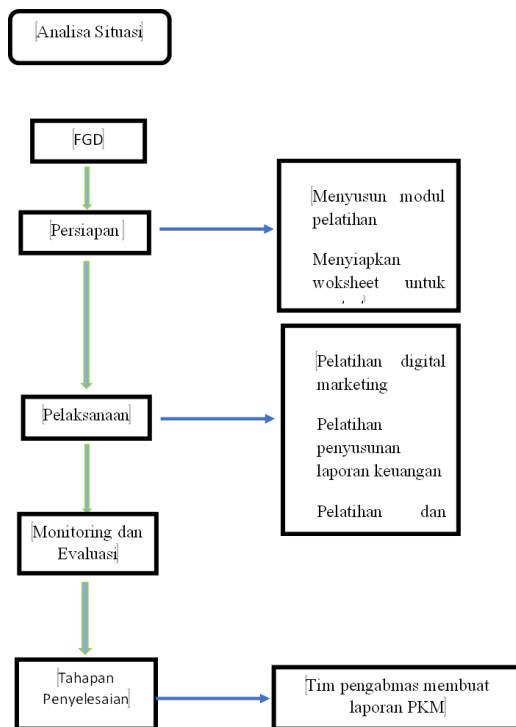 Analisa Situasi
FGD
Persiapan
Menyusun modul
pelatihan
Menyiapkan
woksheet untuk
Pelaksanaan
Pelatihan digital
marketing
Pelatihan
penyusunan
laporan keuangan
Pelatihan dan
Monitoring dan
Evaluasi
Tahapan
Penyelesaian
Tim pengabmas membuat
laporan PKM